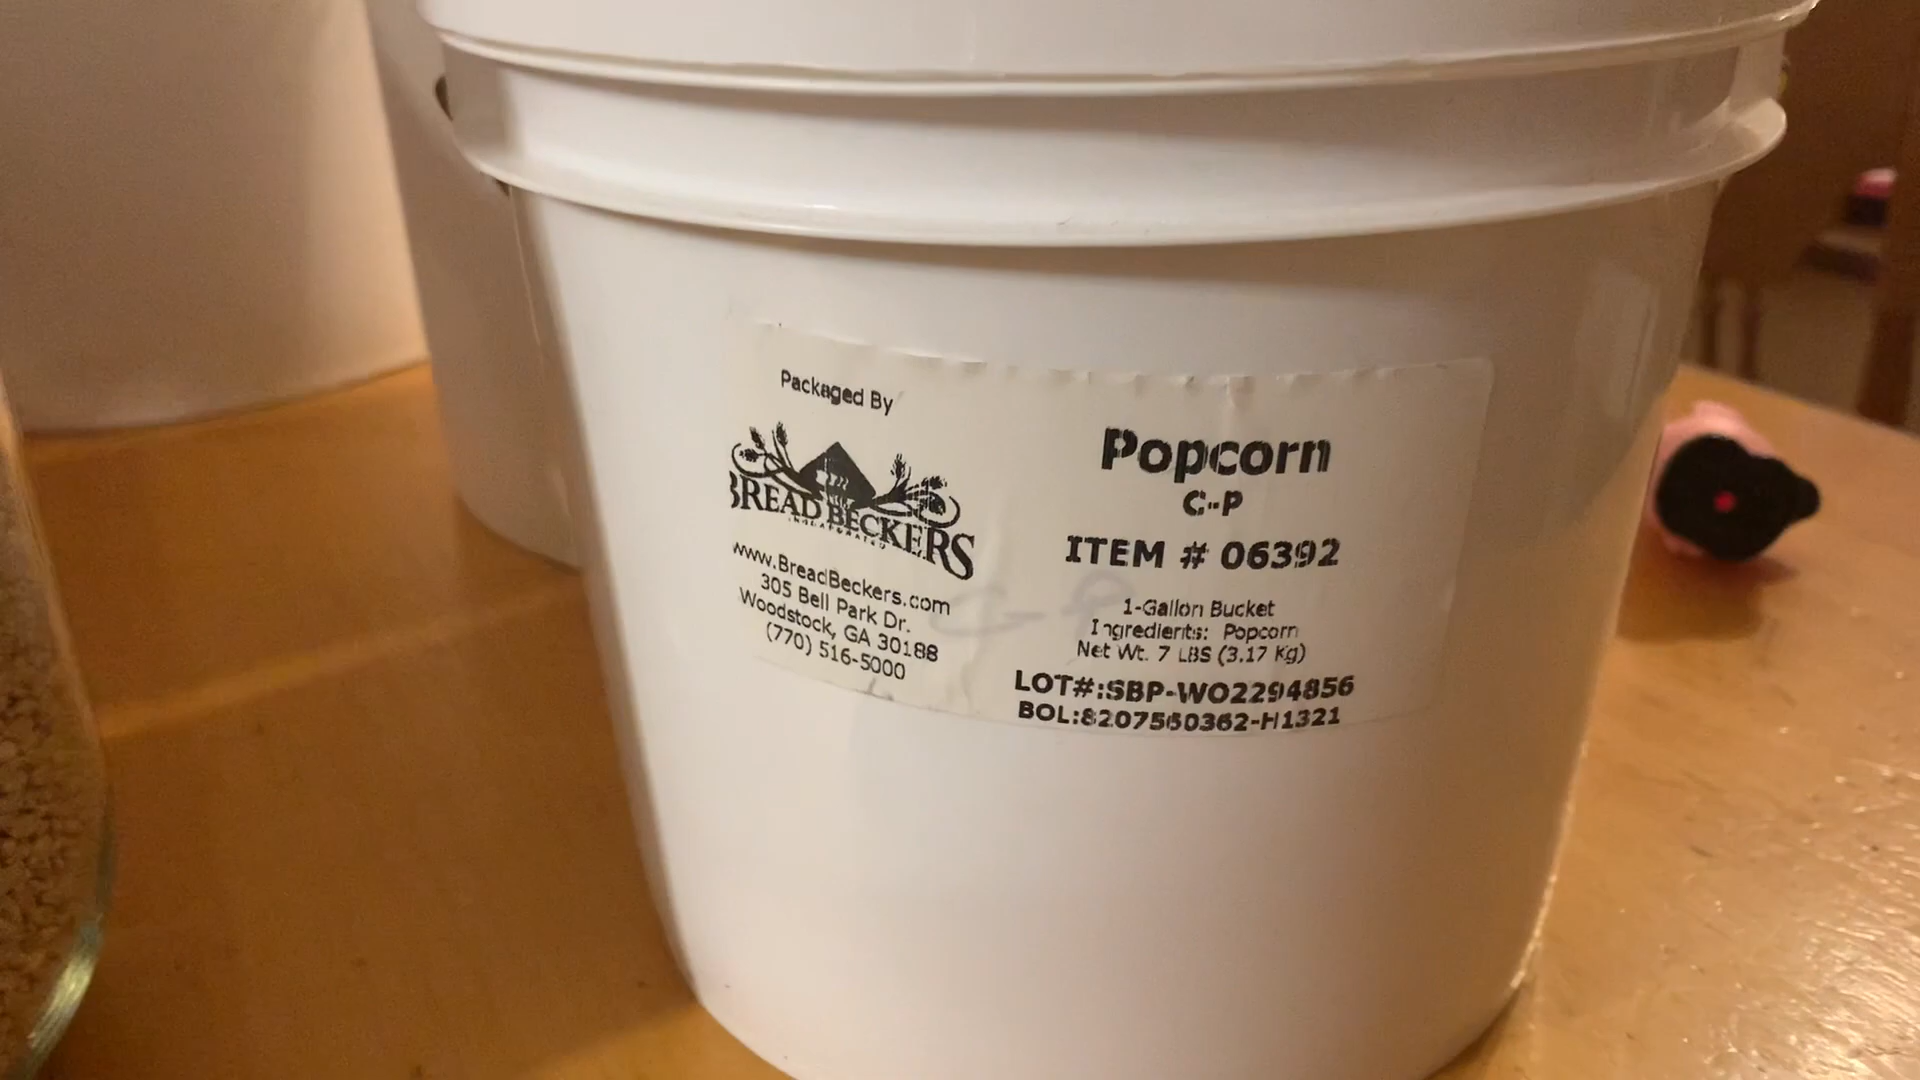 Packaged By
BREAD BECKERS
INCORPORATED
www.BreadBeckers.com
305 Bell Park Dr.
Woodstock, GA 30188
(770) 516-5000
Popcorn
C-P
ITEM # 06392
1-Gallon Bucket
Ingredients: Popcorn
Net Wt. 7 LBS (3.17 Kg)
LOT#:SBP-WO2294856
BOL:8207560362-H1321